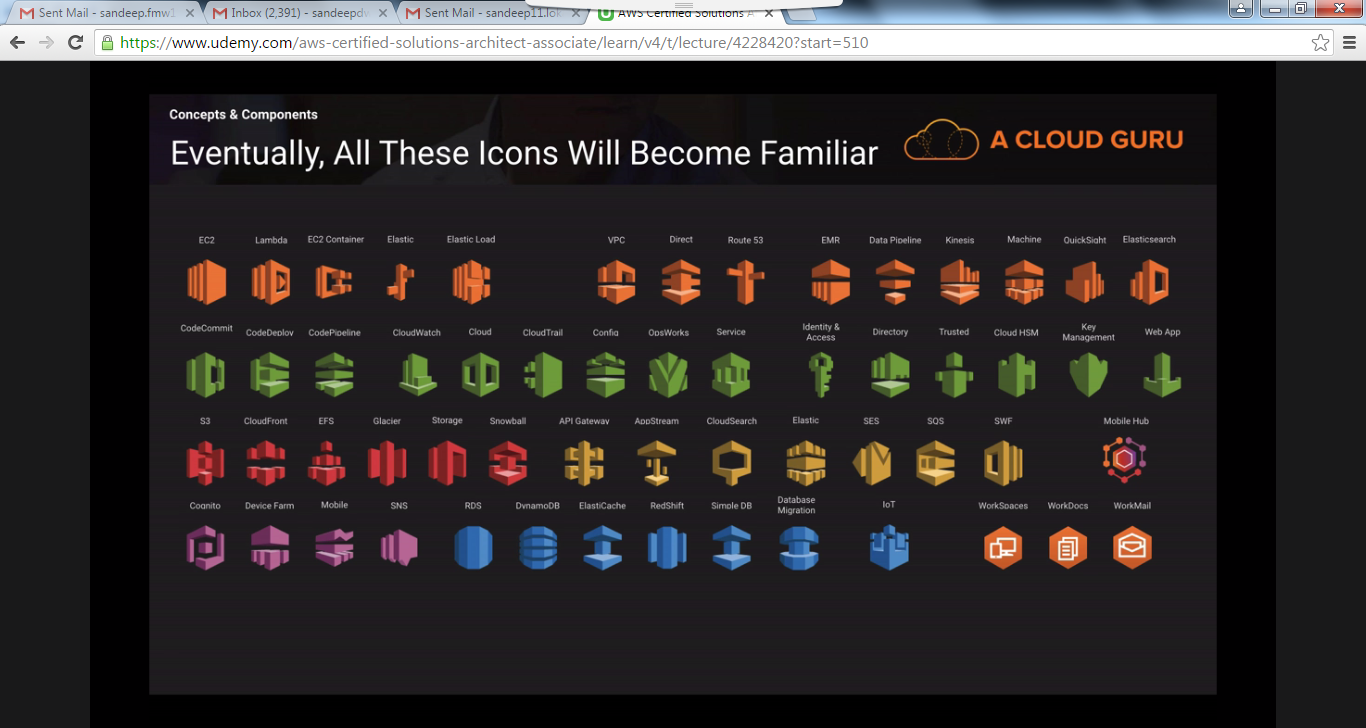 Sent Mail - sandeep.fmw1
Inbox (2,391) - sandeepdv
Sent Mail - sandeep11.lok
AWS Certified Solutions A
https://www.udemy.com/aws-certified-solutions-architect-associate/learn/v4/t/lecture/4228420?start=510
Concepts & Components
Eventually, All These Icons Will Become Familiar
A CLOUD GURU
EC2 Lambda EC2 Container Elastic Elastic Load VPC Direct Route 53 EMR Data Pipeline Kinesis Machine QuickSight Elasticsearch
CodeCommit CodeDeploy CodePipeline CloudWatch Cloud CloudTrail Config OpsWorks Service Identity & Access Directory Trusted Cloud HSM Key Management Web App
S3 CloudFront EFS Glacier Storage Snowball API Gateway AppStream CloudSearch Elastic SES SQS SWF Mobile Hub
Cognito Device Farm Mobile SNS RDS DynamoDB ElastiCache RedShift Simple DB Database Migration IoT WorkSpaces WorkDocs WorkMail